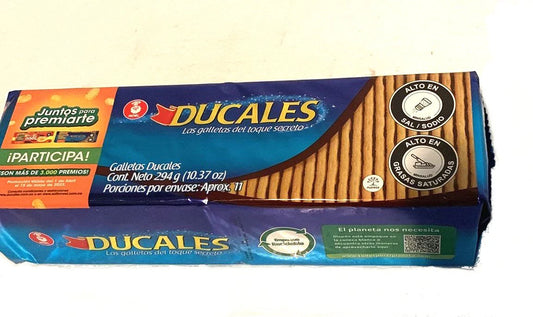 Juntos para
premiarte
¡PARTICIPA!
¡SON MÁS DE 3.000 PREMIOS!
DUCALES
Las galletas del toque secreto
Galletas Ducales
Cont. Neto 294 g (10.37 oz)
Porciones por envase: Aprox. 11
ALTO EN
SAL / SODIO
MINSALUD
ALTO EN
GRASAS SATURADAS
MINSALUD
DUCALES
Las galletas del toque secreto
El planeta nos necesita